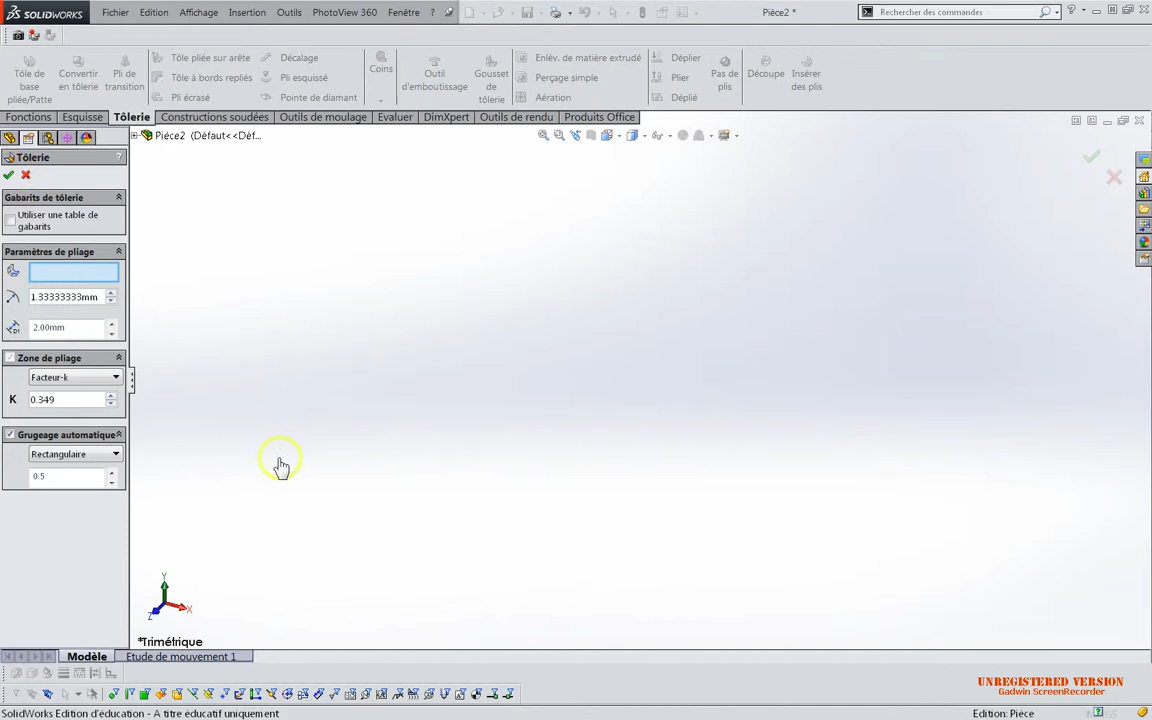 SOLIDWORKS Fichier Edition Affichage Insertion Outils PhotoView 360 Fenêtre ? Pièce2 * Rechercher des commandes
Tôle de base pliée/Patte
Convertir en tôlerie
Pli de transition
Tôle pliée sur arête
Tôle à bords repliés
Pli écrasé
Décalage
Pli esquissé
Pointe de diamant
Coins
Outil d'emboutissage
Gousset de tôlerie
Enlèv. de matière extrudé
Perçage simple
Aération
Déplier
Plier
Déplié
Pas de plis
Découpe
Insérer des plis
Fonctions Esquisse Tôlerie Constructions soudées Outils de moulage Evaluer DimXpert Outils de rendu Produits Office
Pièce2 (Défaut<<Déf...
Tôlerie ?
Gabarits de tôlerie
Utiliser une table de
gabarits
Paramètres de pliage
1.33333333mm
2.00mm
Zone de pliage
Facteur-k
K 0.349
Grugeage automatique
Rectangulaire
0.5
Y
X
Z
*Trimétrique
Modèle Etude de mouvement 1
UNREGISTERED VERSION
Gadwin ScreenRecorder
SolidWorks Edition d'éducation - A titre éducatif uniquement Edition: Pièce